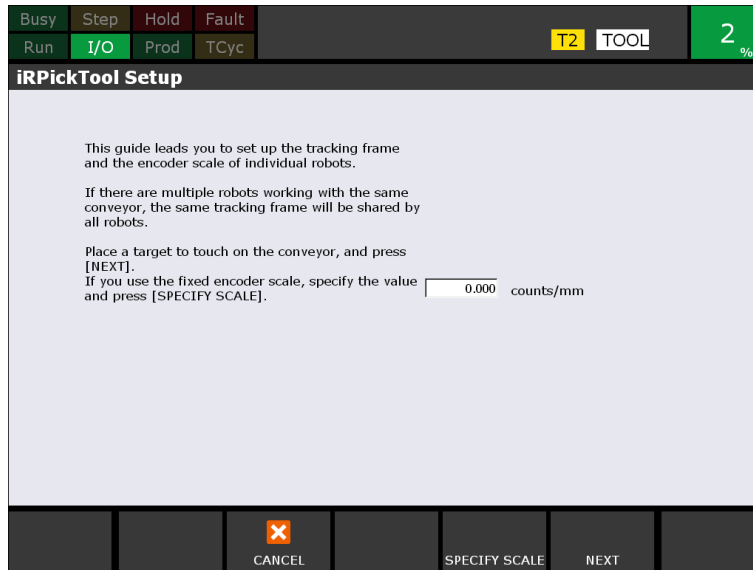 Busy Step Hold Fault
Run I/O Prod TCyc
T2 TOOL
2 %
iRPickTool Setup
This guide leads you to set up the tracking frame
and the encoder scale of individual robots.
If there are multiple robots working with the same
conveyor, the same tracking frame will be shared by
all robots.
Place a target to touch on the conveyor, and press
[NEXT].
If you use the fixed encoder scale, specify the value
and press [SPECIFY SCALE].
0.000 counts/mm
CANCEL SPECIFY SCALE NEXT